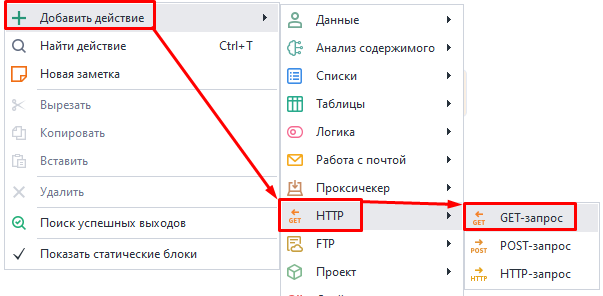 Добавить действие
Найти действие Ctrl+T
Новая заметка
Вырезать
Копировать
Вставить
Удалить
Поиск успешных выходов
Показать статические блоки
Данные
Анализ содержимого
Списки
Таблицы
Логика
Работа с почтой
Проксичекер
GET HTTP
FTP
Проект
GET GET-запрос
POST POST-запрос
HTTP HTTP-запрос